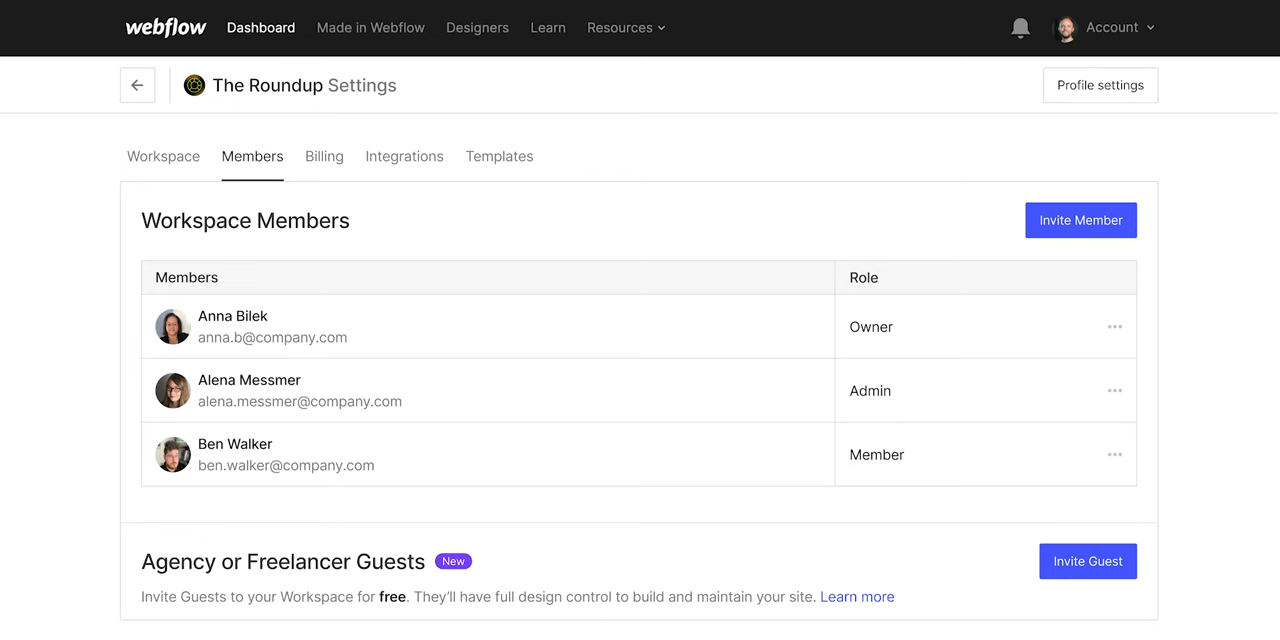 webflow Dashboard Made in Webflow Designers Learn Resources Account
The Roundup Settings Profile settings
Workspace Members Billing Integrations Templates
Workspace Members Invite Member
Members Role
Anna Bilek
anna.b@company.com
Owner
Alena Messmer
alena.messmer@company.com
Admin
Ben Walker
ben.walker@company.com
Member
Agency or Freelancer Guests New Invite Guest
Invite Guests to your Workspace for free. They’ll have full design control to build and maintain your site. Learn more